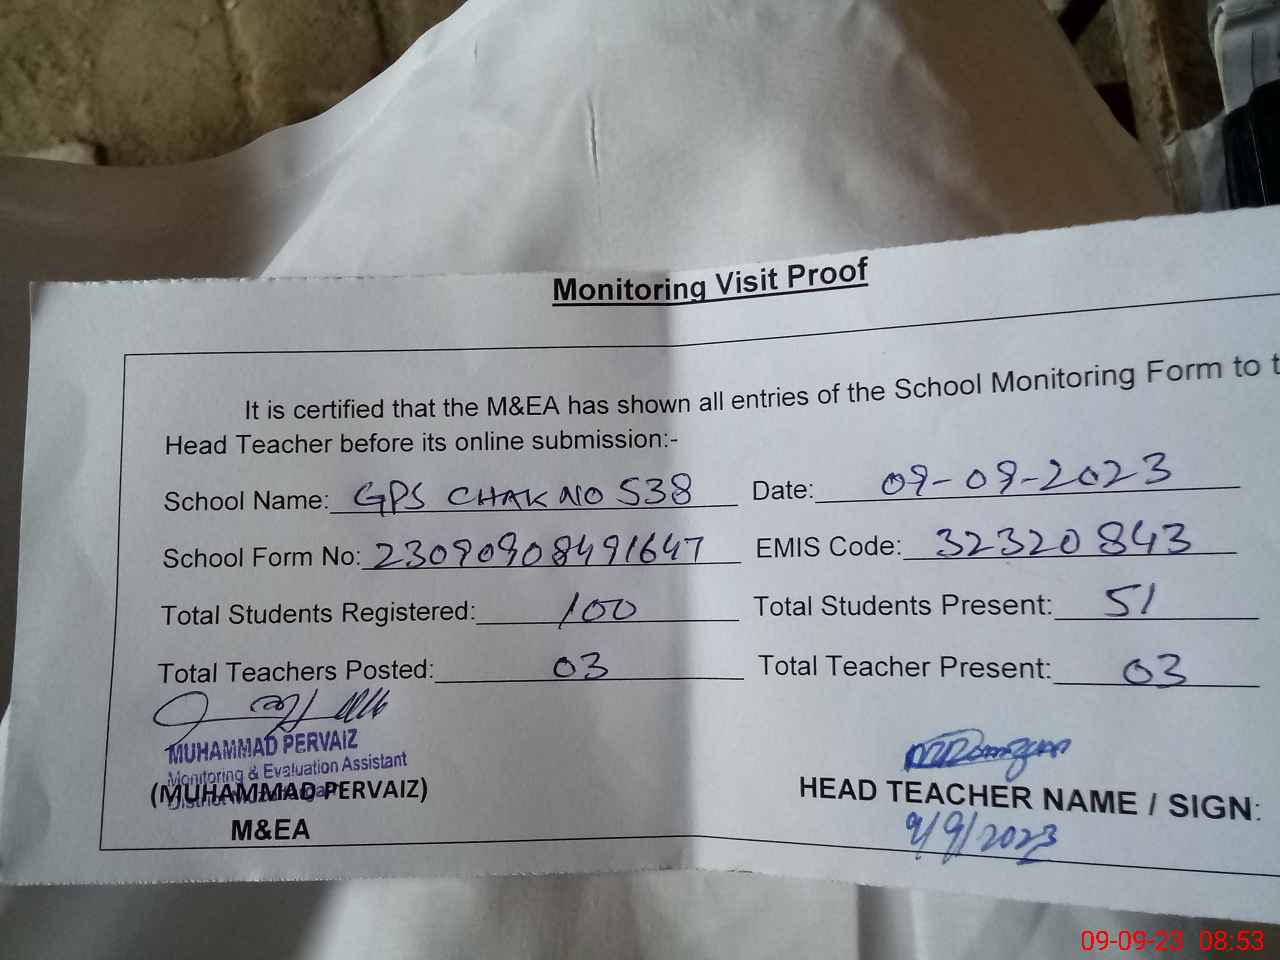 Monitoring Visit Proof
It is certified that the M&EA has shown all entries of the School Monitoring Form to t
Head Teacher before its online submission:-
School Name: GPS CHAK NO 538 Date: 09-09-2023
School Form No: 23090908491647 EMIS Code: 32320843
Total Students Registered: 100 Total Students Present: 51
Total Teachers Posted: 03 Total Teacher Present: 03
MUHAMMAD PERVAIZ
Monitoring & Evaluation Assistant
District
(MUHAMMAD PERVAIZ)
M&EA
HEAD TEACHER NAME / SIGN:
9/9/2023
09-09-23 08:53